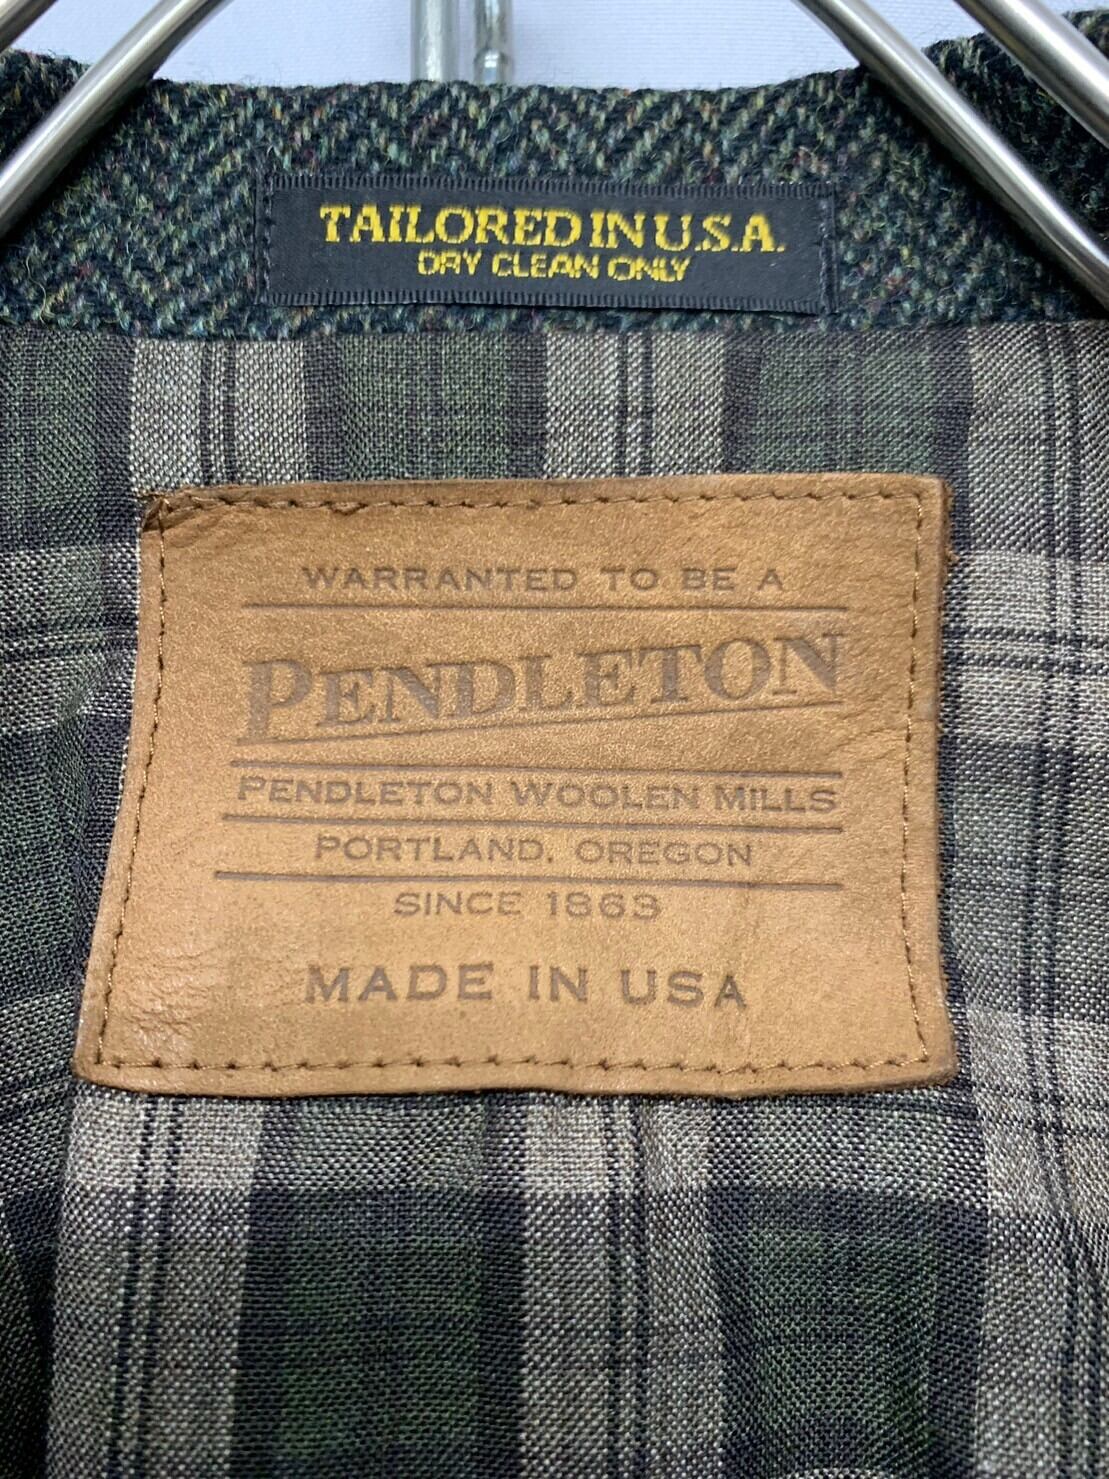 TAILORED IN U.S.A.
DRY CLEAN ONLY
WARRANTED TO BE A
PENDLETON
PENDLETON WOOLEN MILLS
PORTLAND, OREGON
SINCE 1863
MADE IN USA